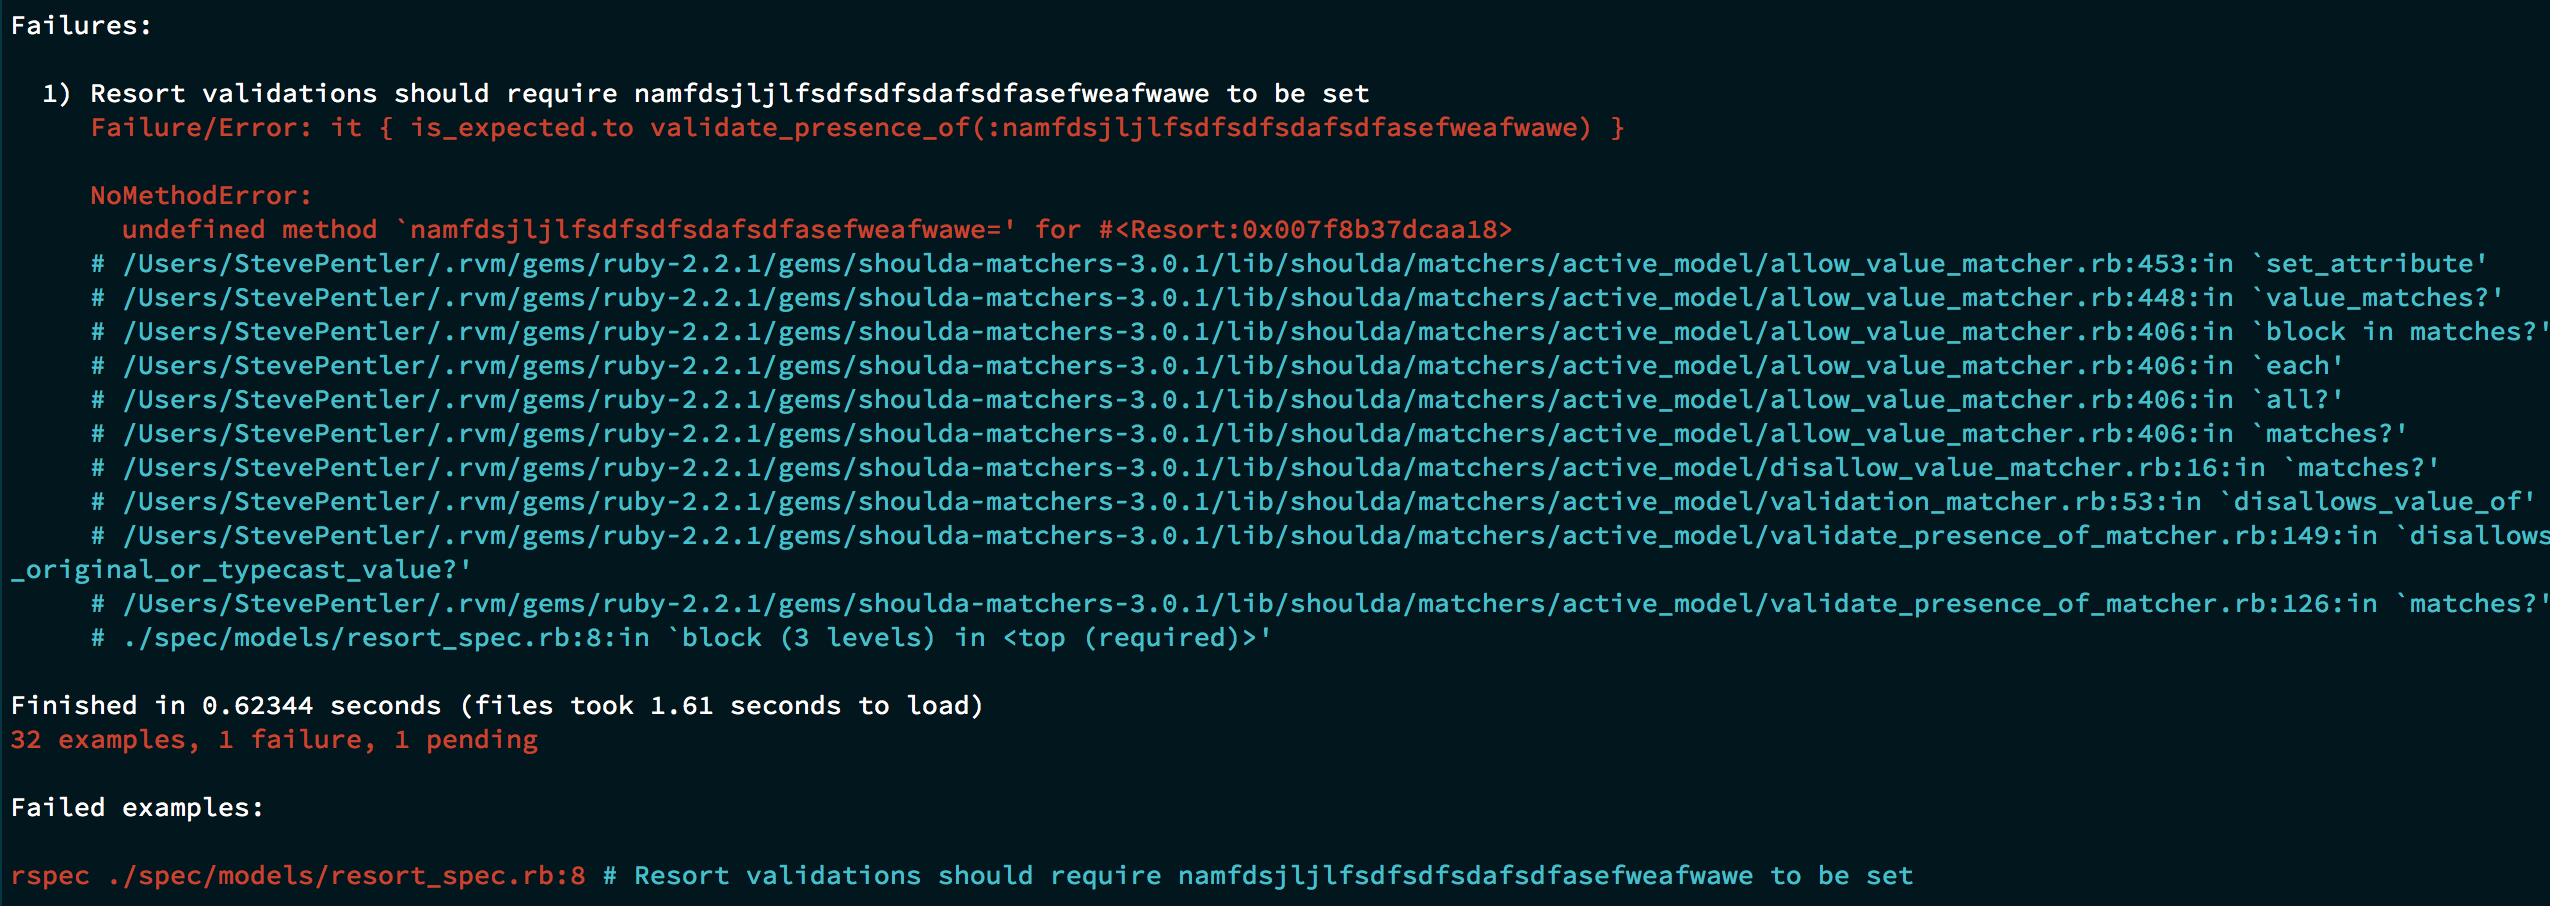 Failures:
1) Resort validations should require namfdsjljlfsdfsdfsdafsdfasefweafwawe to be set
Failure/Error: it { is_expected.to validate_presence_of(:namfdsjljlfsdfsdfsdafsdfasefweafwawe) }
NoMethodError:
undefined method `namfdsjljlfsdfsdfsdafsdfasefweafwawe=' for #<Resort:0x007f8b37dcaa18>
# /Users/StevePentler/.rvm/gems/ruby-2.2.1/gems/shoulda-matchers-3.0.1/lib/shoulda/matchers/active_model/allow_value_matcher.rb:453:in `set_attribute'
# /Users/StevePentler/.rvm/gems/ruby-2.2.1/gems/shoulda-matchers-3.0.1/lib/shoulda/matchers/active_model/allow_value_matcher.rb:448:in `value_matches?'
# /Users/StevePentler/.rvm/gems/ruby-2.2.1/gems/shoulda-matchers-3.0.1/lib/shoulda/matchers/active_model/allow_value_matcher.rb:406:in `block in matches?'
# /Users/StevePentler/.rvm/gems/ruby-2.2.1/gems/shoulda-matchers-3.0.1/lib/shoulda/matchers/active_model/allow_value_matcher.rb:406:in `each'
# /Users/StevePentler/.rvm/gems/ruby-2.2.1/gems/shoulda-matchers-3.0.1/lib/shoulda/matchers/active_model/allow_value_matcher.rb:406:in `all?'
# /Users/StevePentler/.rvm/gems/ruby-2.2.1/gems/shoulda-matchers-3.0.1/lib/shoulda/matchers/active_model/allow_value_matcher.rb:406:in `matches?'
# /Users/StevePentler/.rvm/gems/ruby-2.2.1/gems/shoulda-matchers-3.0.1/lib/shoulda/matchers/active_model/disallow_value_matcher.rb:16:in `matches?'
# /Users/StevePentler/.rvm/gems/ruby-2.2.1/gems/shoulda-matchers-3.0.1/lib/shoulda/matchers/active_model/validation_matcher.rb:53:in `disallows_value_of'
# /Users/StevePentler/.rvm/gems/ruby-2.2.1/gems/shoulda-matchers-3.0.1/lib/shoulda/matchers/active_model/validate_presence_of_matcher.rb:149:in `disallows
_original_or_typecast_value?'
# /Users/StevePentler/.rvm/gems/ruby-2.2.1/gems/shoulda-matchers-3.0.1/lib/shoulda/matchers/active_model/validate_presence_of_matcher.rb:126:in `matches?'
# ./spec/models/resort_spec.rb:8:in `block (3 levels) in <top (required)>'
Finished in 0.62344 seconds (files took 1.61 seconds to load)
32 examples, 1 failure, 1 pending
Failed examples:
rspec ./spec/models/resort_spec.rb:8 # Resort validations should require namfdsjljlfsdfsdfsdafsdfasefweafwawe to be set